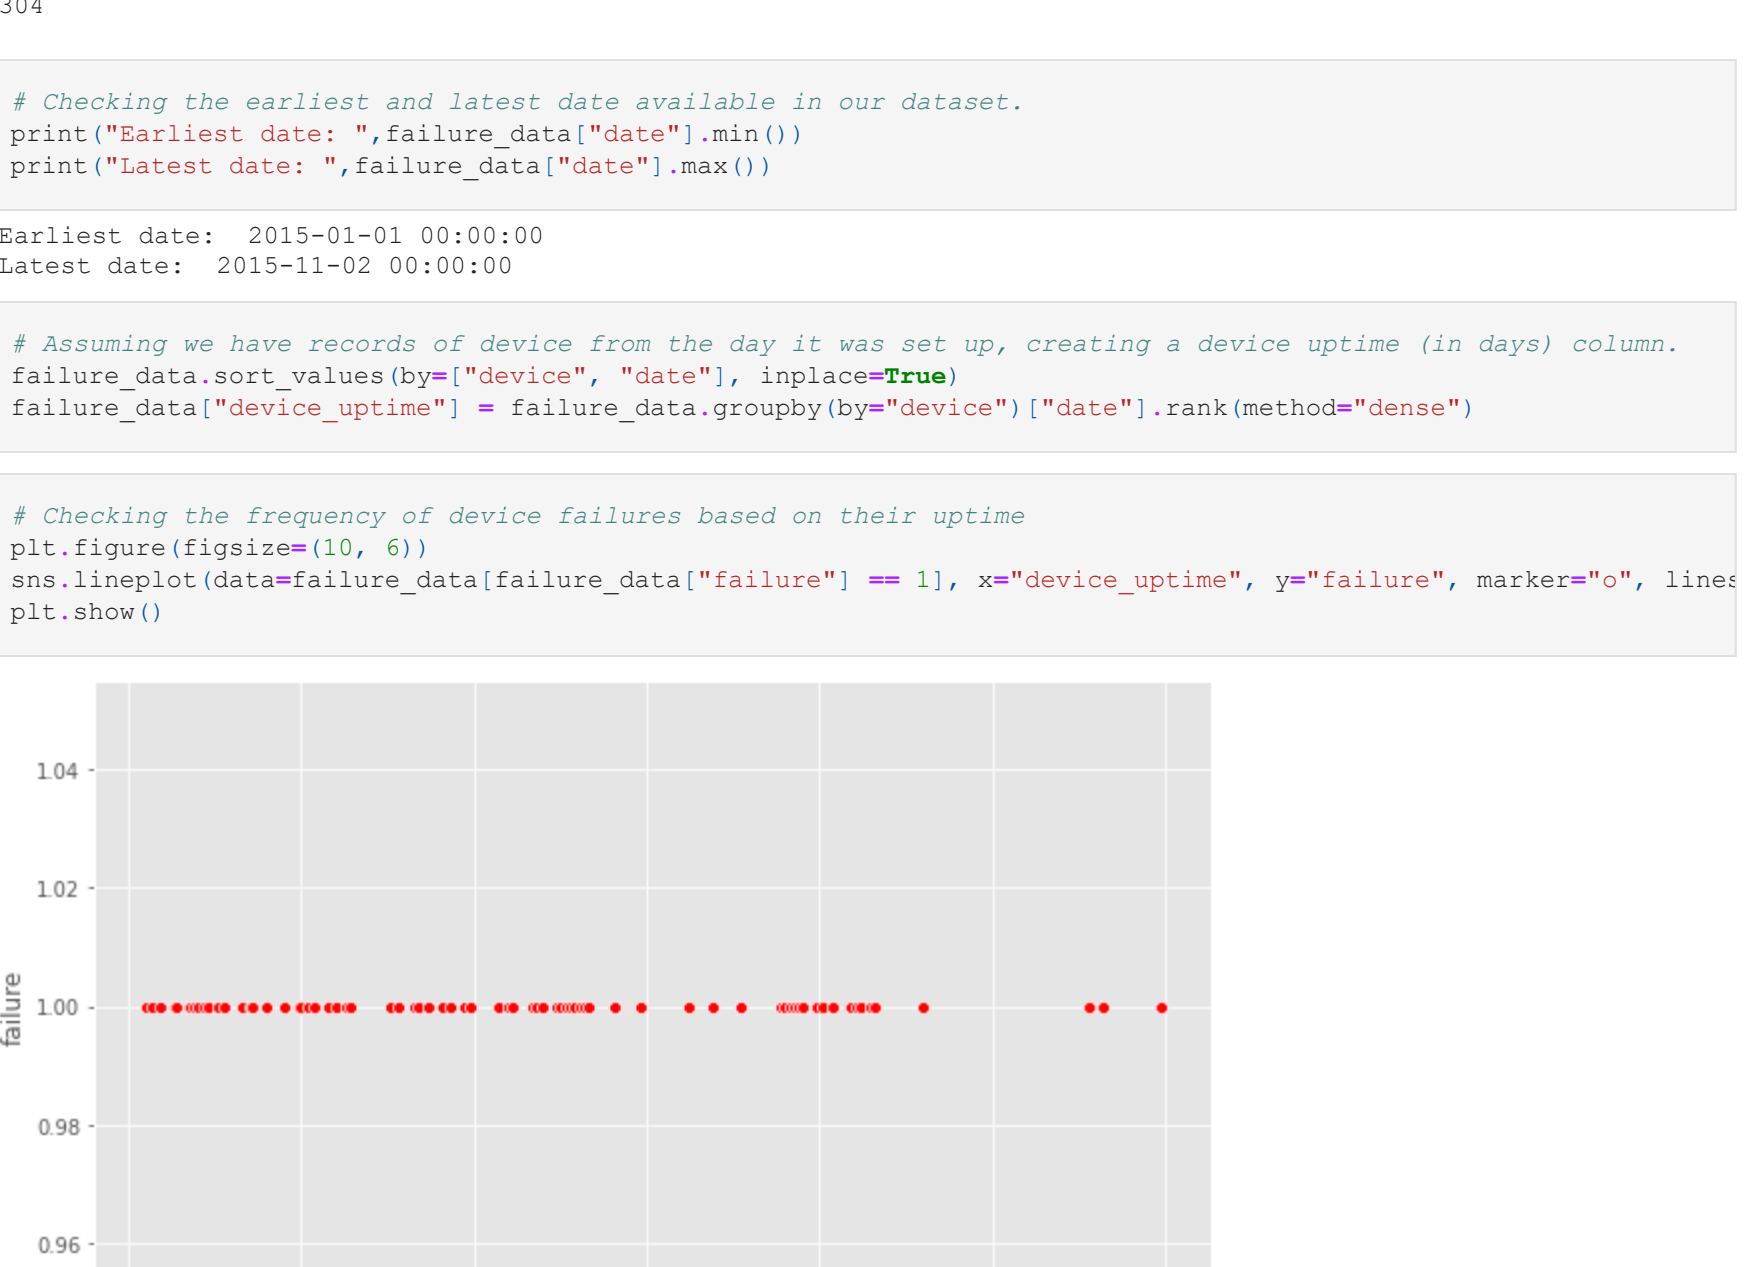 304
# Checking the earliest and latest date available in our dataset.
print("Earliest date: ",failure_data["date"].min())
print("Latest date: ",failure_data["date"].max())
Earliest date:  2015-01-01 00:00:00
Latest date:  2015-11-02 00:00:00
# Assuming we have records of device from the day it was set up, creating a device uptime (in days) column.
failure_data.sort_values(by=["device", "date"], inplace=True)
failure_data["device_uptime"] = failure_data.groupby(by="device")["date"].rank(method="dense")
# Checking the frequency of device failures based on their uptime
plt.figure(figsize=(10, 6))
sns.lineplot(data=failure_data[failure_data["failure"] == 1], x="device_uptime", y="failure", marker="o", lines
plt.show()
1.04
1.02
1.00
0.98
0.96
failure